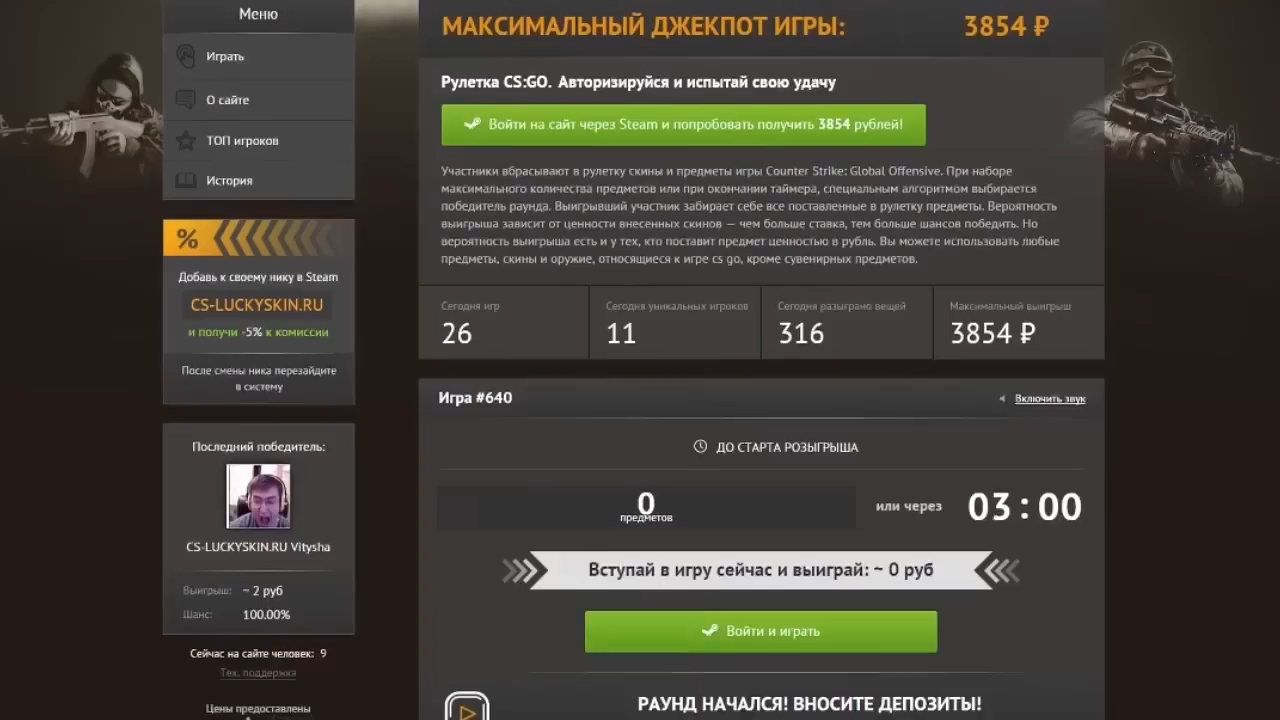 Меню
Играть
О сайте
ТОП игроков
История
%
Добавь к своему нику в Steam
CS-LUCKYSKIN.RU
и получи -5% к комиссии
После смены ника перезайдите
в систему
Последний победитель:
CS-LUCKYSKIN.RU Vitysha
Выигрыш: ~ 2 руб
Шанс: 100.00%
Сейчас на сайте человек: 9
Тех. поддержка
Цены предоставлены
МАКСИМАЛЬНЫЙ ДЖЕКПОТ ИГРЫ: 3854 ₽
Рулетка CS:GO. Авторизируйся и испытай свою удачу
Войти на сайт через Steam и попробовать получить 3854 рублей!
Участники вбрасывают в рулетку скины и предметы игры Counter Strike: Global Offensive. При наборе
максимального количества предметов или при окончании таймера, специальным алгоритмом выбирается
победитель раунда. Выигрывший участник забирает себе все поставленные в рулетку предметы. Вероятность
выигрыша зависит от ценности внесенных скинов — чем больше ставка, тем больше шансов победить. Но
вероятность выигрыша есть и у тех, кто поставит предмет ценностью в рубль. Вы можете использовать любые
предметы, скины и оружие, относящиеся к игре cs go, кроме сувенирных предметов.
Сегодня игр
26
Сегодня уникальных игроков
11
Сегодня разыграно вещей
316
Максимальный выигрыш
3854 ₽
Игра #640
Включить звук
ДО СТАРТА РОЗЫГРЫША
0
предметов
или через 03:00
Вступай в игру сейчас и выиграй: ~ 0 руб
Войти и играть
РАУНД НАЧАЛСЯ! ВНОСИТЕ ДЕПОЗИТЫ!